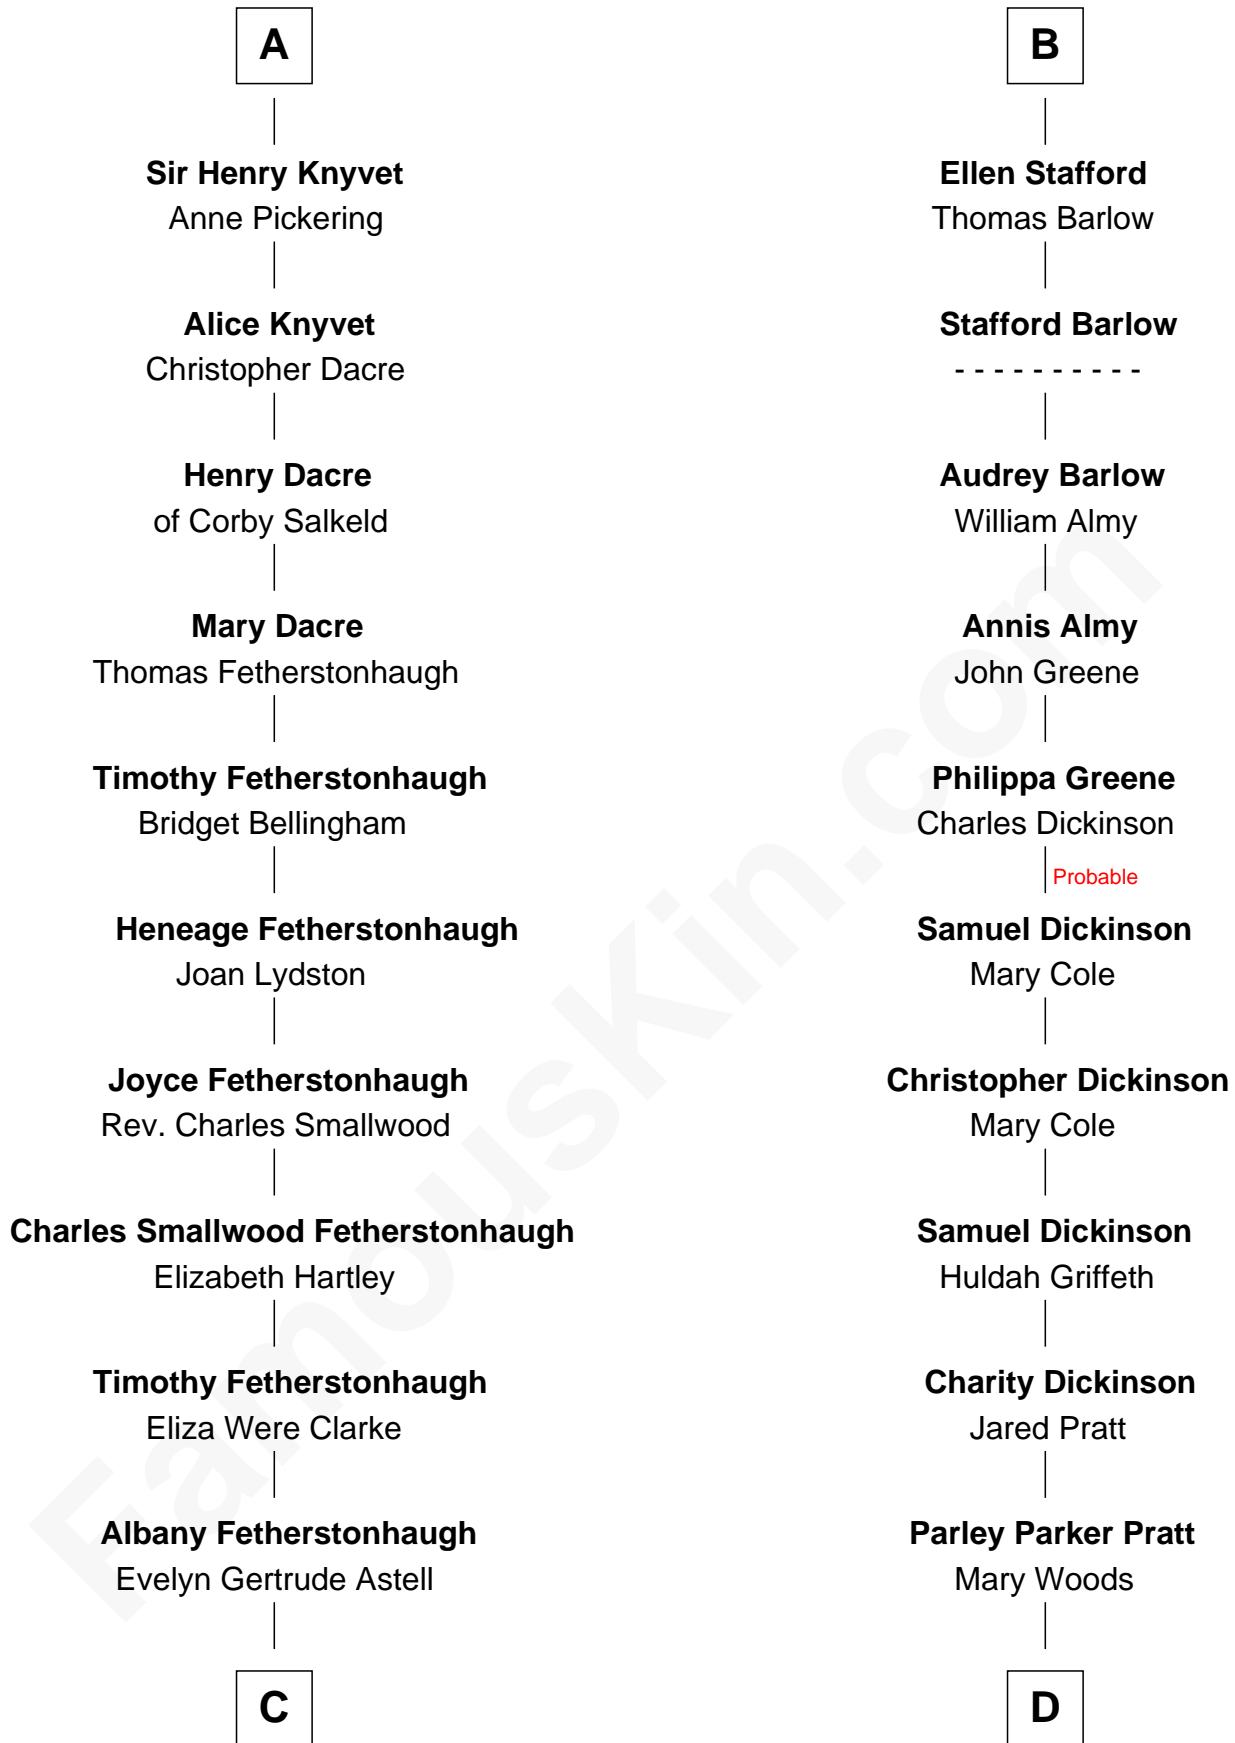 A
Sir Henry Knyvet
Anne Pickering
Alice Knyvet
Christopher Dacre
Henry Dacre
of Corby Salkeld
Mary Dacre
Thomas Fetherstonhaugh
Timothy Fetherstonhaugh
Bridget Bellingham
Heneage Fetherstonhaugh
Joan Lydston
Joyce Fetherstonhaugh
Rev. Charles Smallwood
Charles Smallwood Fetherstonhaugh
Elizabeth Hartley
Timothy Fetherstonhaugh
Eliza Were Clarke
Albany Fetherstonhaugh
Evelyn Gertrude Astell
C
B
Ellen Stafford
Thomas Barlow
Stafford Barlow
- - - - - - - - - -
Audrey Barlow
William Almy
Annis Almy
John Greene
Philippa Greene
Charles Dickinson
Probable
Samuel Dickinson
Mary Cole
Christopher Dickinson
Mary Cole
Samuel Dickinson
Huldah Griffeth
Charity Dickinson
Jared Pratt
Parley Parker Pratt
Mary Woods
D
FamousKin.com